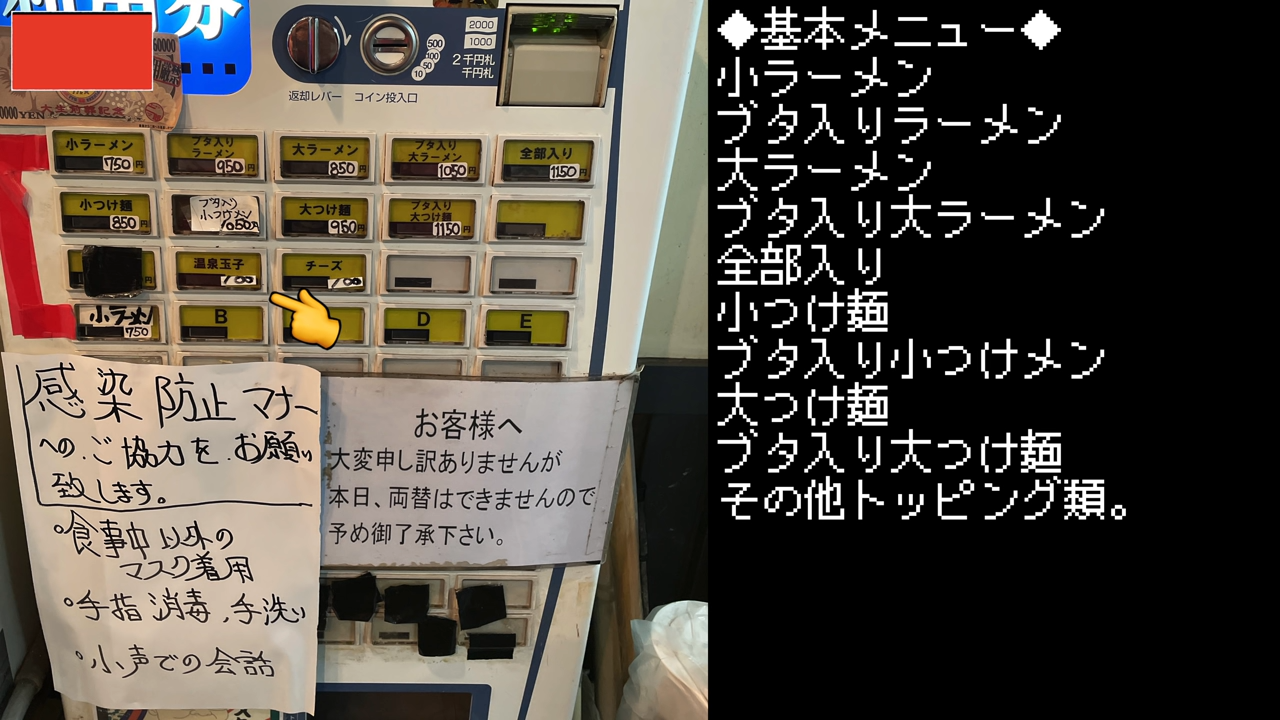 60000
0000YEN
返却レバー コイン投入口
2000
1000
500
100
50
10
2千円札
千円札
小ラーメン 750円
ブタ入りラーメン 950円
大ラーメン 850円
ブタ入り大ラーメン 1050円
全部入り 1150円
小つけ麺 850円
ブタ入り小つけメン 1050円
大つけ麺 950円
ブタ入り大つけ麺 1150円
温泉玉子
チーズ
小ラーメン 750
B
D
E
感染防止マナー
へのご協力を、お願い
致します。
・食事中以外の
マスク着用
・手指消毒、手洗い
・小声での会話
お客様へ
大変申し訳ありませんが
本日、両替はできませんので
予め御了承下さい。
◆基本メニュー◆
小ラーメン
ブタ入りラーメン
大ラーメン
ブタ入り大ラーメン
全部入り
小つけ麺
ブタ入り小つけメン
大つけ麺
ブタ入り大つけ麺
その他トッピング類。